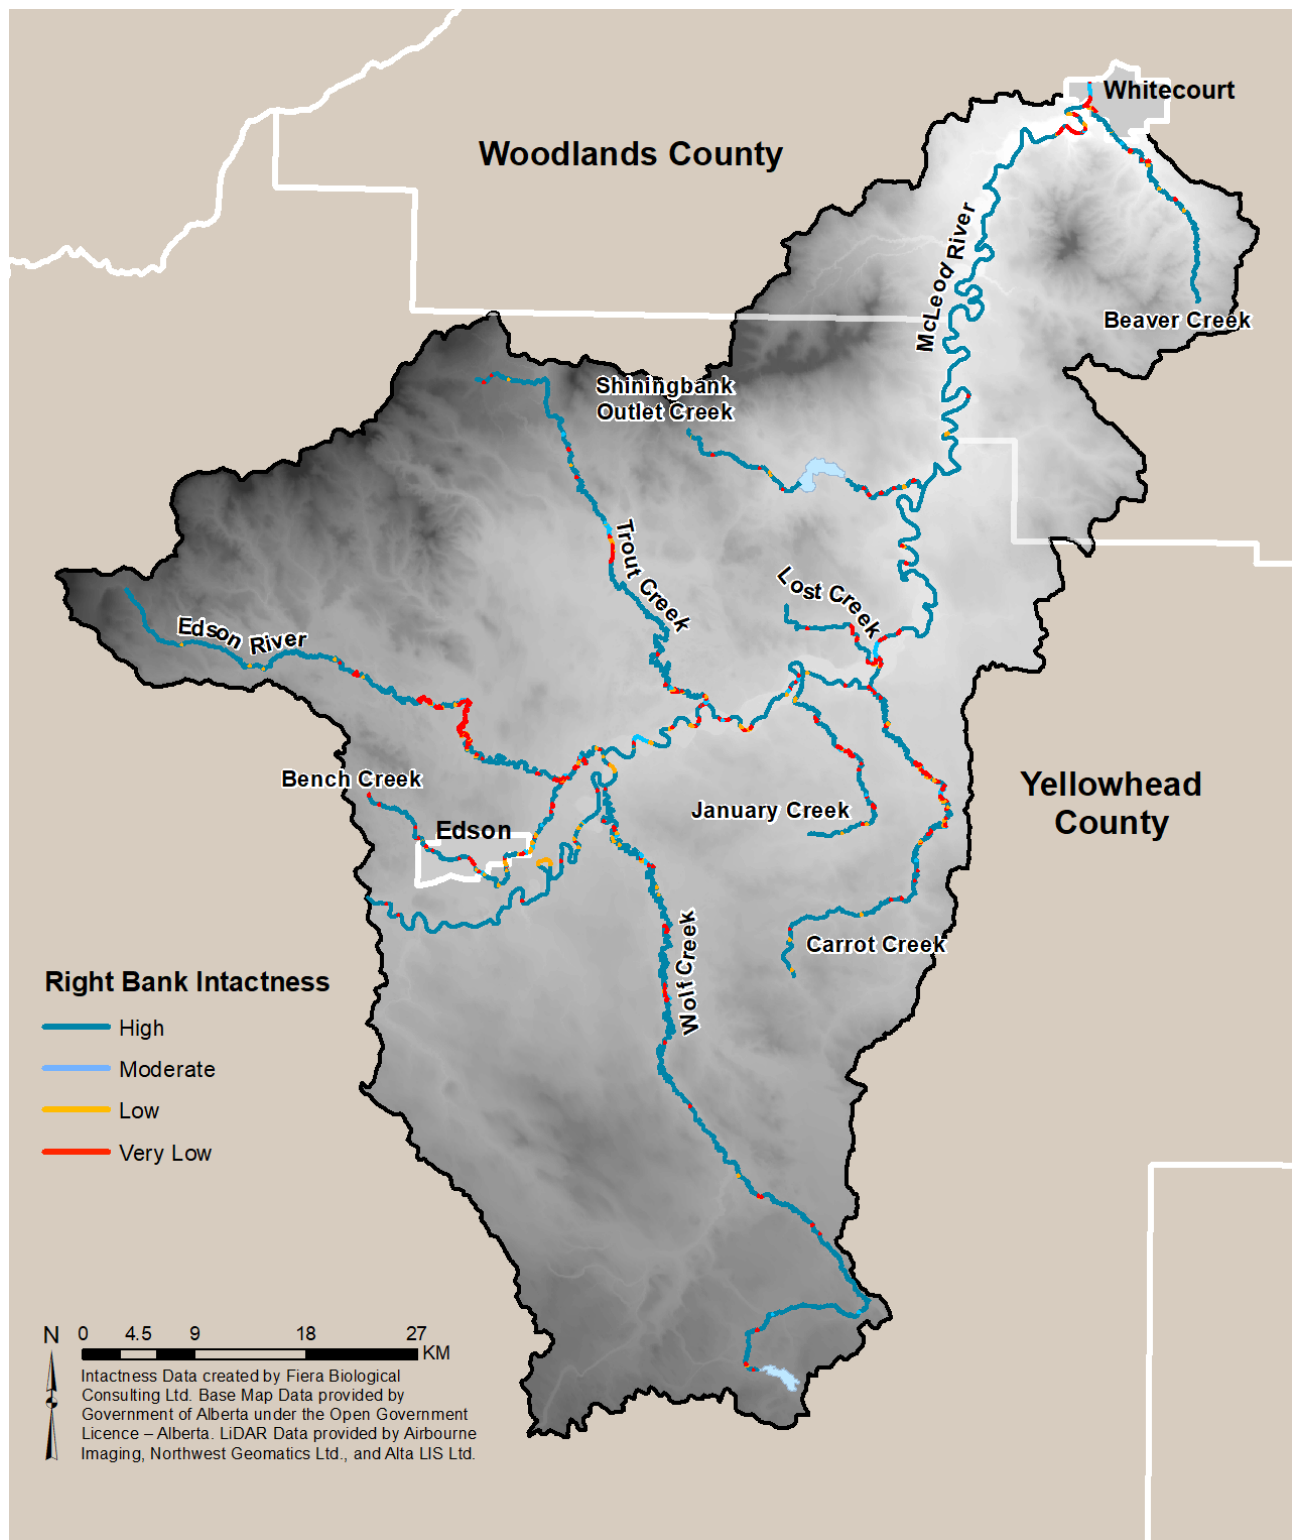 Whitecourt
Woodlands County
McLeod River
Beaver Creek
Shiningbank
Outlet Creek
Trout Creek
Lost Creek
Edson River
Bench Creek
Edson
January Creek
Yellowhead
County
Carrot Creek
Wolf Creek
Right Bank Intactness
High
Moderate
Low
Very Low
N
0 4.5 9 18 27
KM
Intactness Data created by Fiera Biological
Consulting Ltd. Base Map Data provided by
Government of Alberta under the Open Government
Licence – Alberta. LiDAR Data provided by Airbourne
Imaging, Northwest Geomatics Ltd., and Alta LIS Ltd.